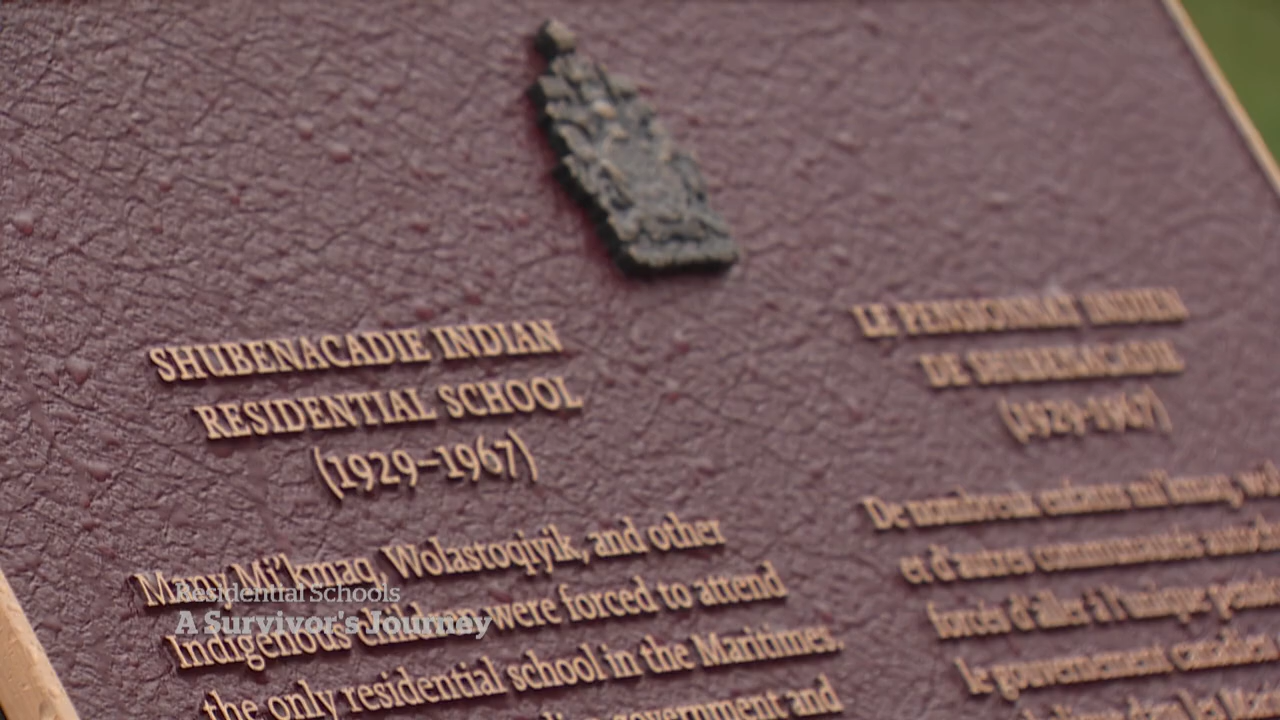 SHUBENACADIE INDIAN
RESIDENTIAL SCHOOL
(1929–1967)
Many Mi'kmaq, Wolastoqiyik, and other
Indigenous children were forced to attend
the only residential school in the Maritimes.
government and
LE PENSIONNAT INDIEN
DE SHUBENACADIE
(1929-1967)
De nombreux enfants mi'kmaq,
et d'autres communautés
forcés d'aller à l'unique
le gouvernement canadien
Residential Schools
A Survivor's Journey